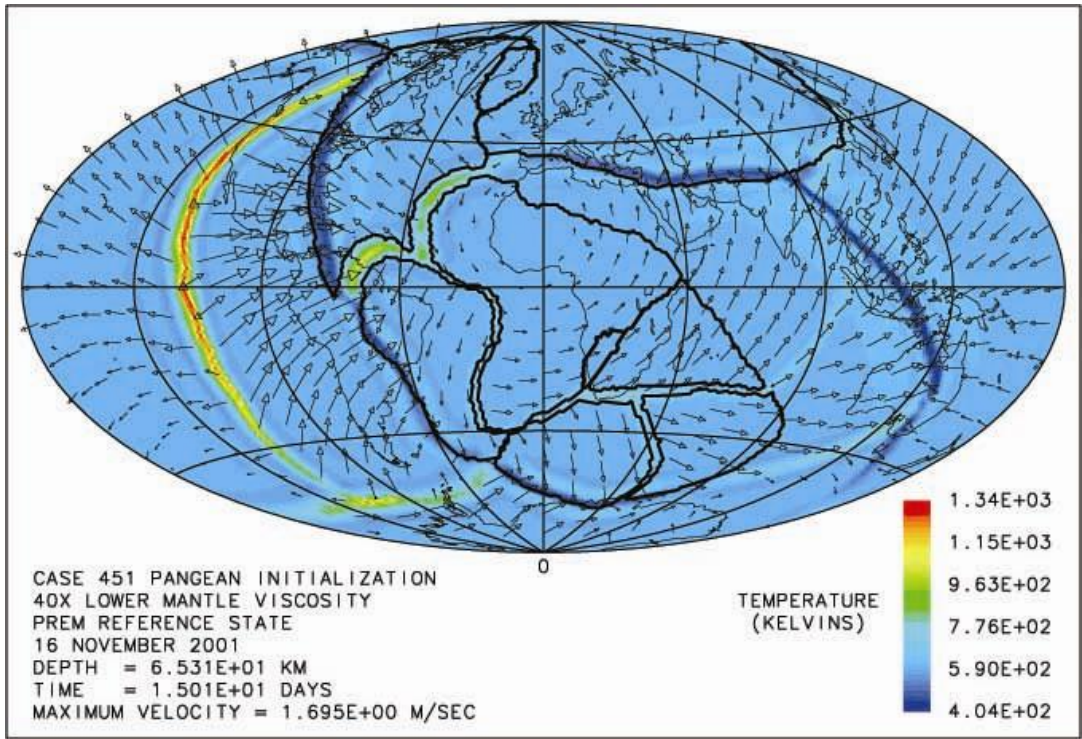 0
CASE 451 PANGEAN INITIALIZATION
40X LOWER MANTLE VISCOSITY
PREM REFERENCE STATE
16 NOVEMBER 2001
DEPTH = 6.531E+01 KM
TIME = 1.501E+01 DAYS
MAXIMUM VELOCITY = 1.695E+00 M/SEC
TEMPERATURE
(KELVINS)
1.34E+03
1.15E+03
9.63E+02
7.76E+02
5.90E+02
4.04E+02